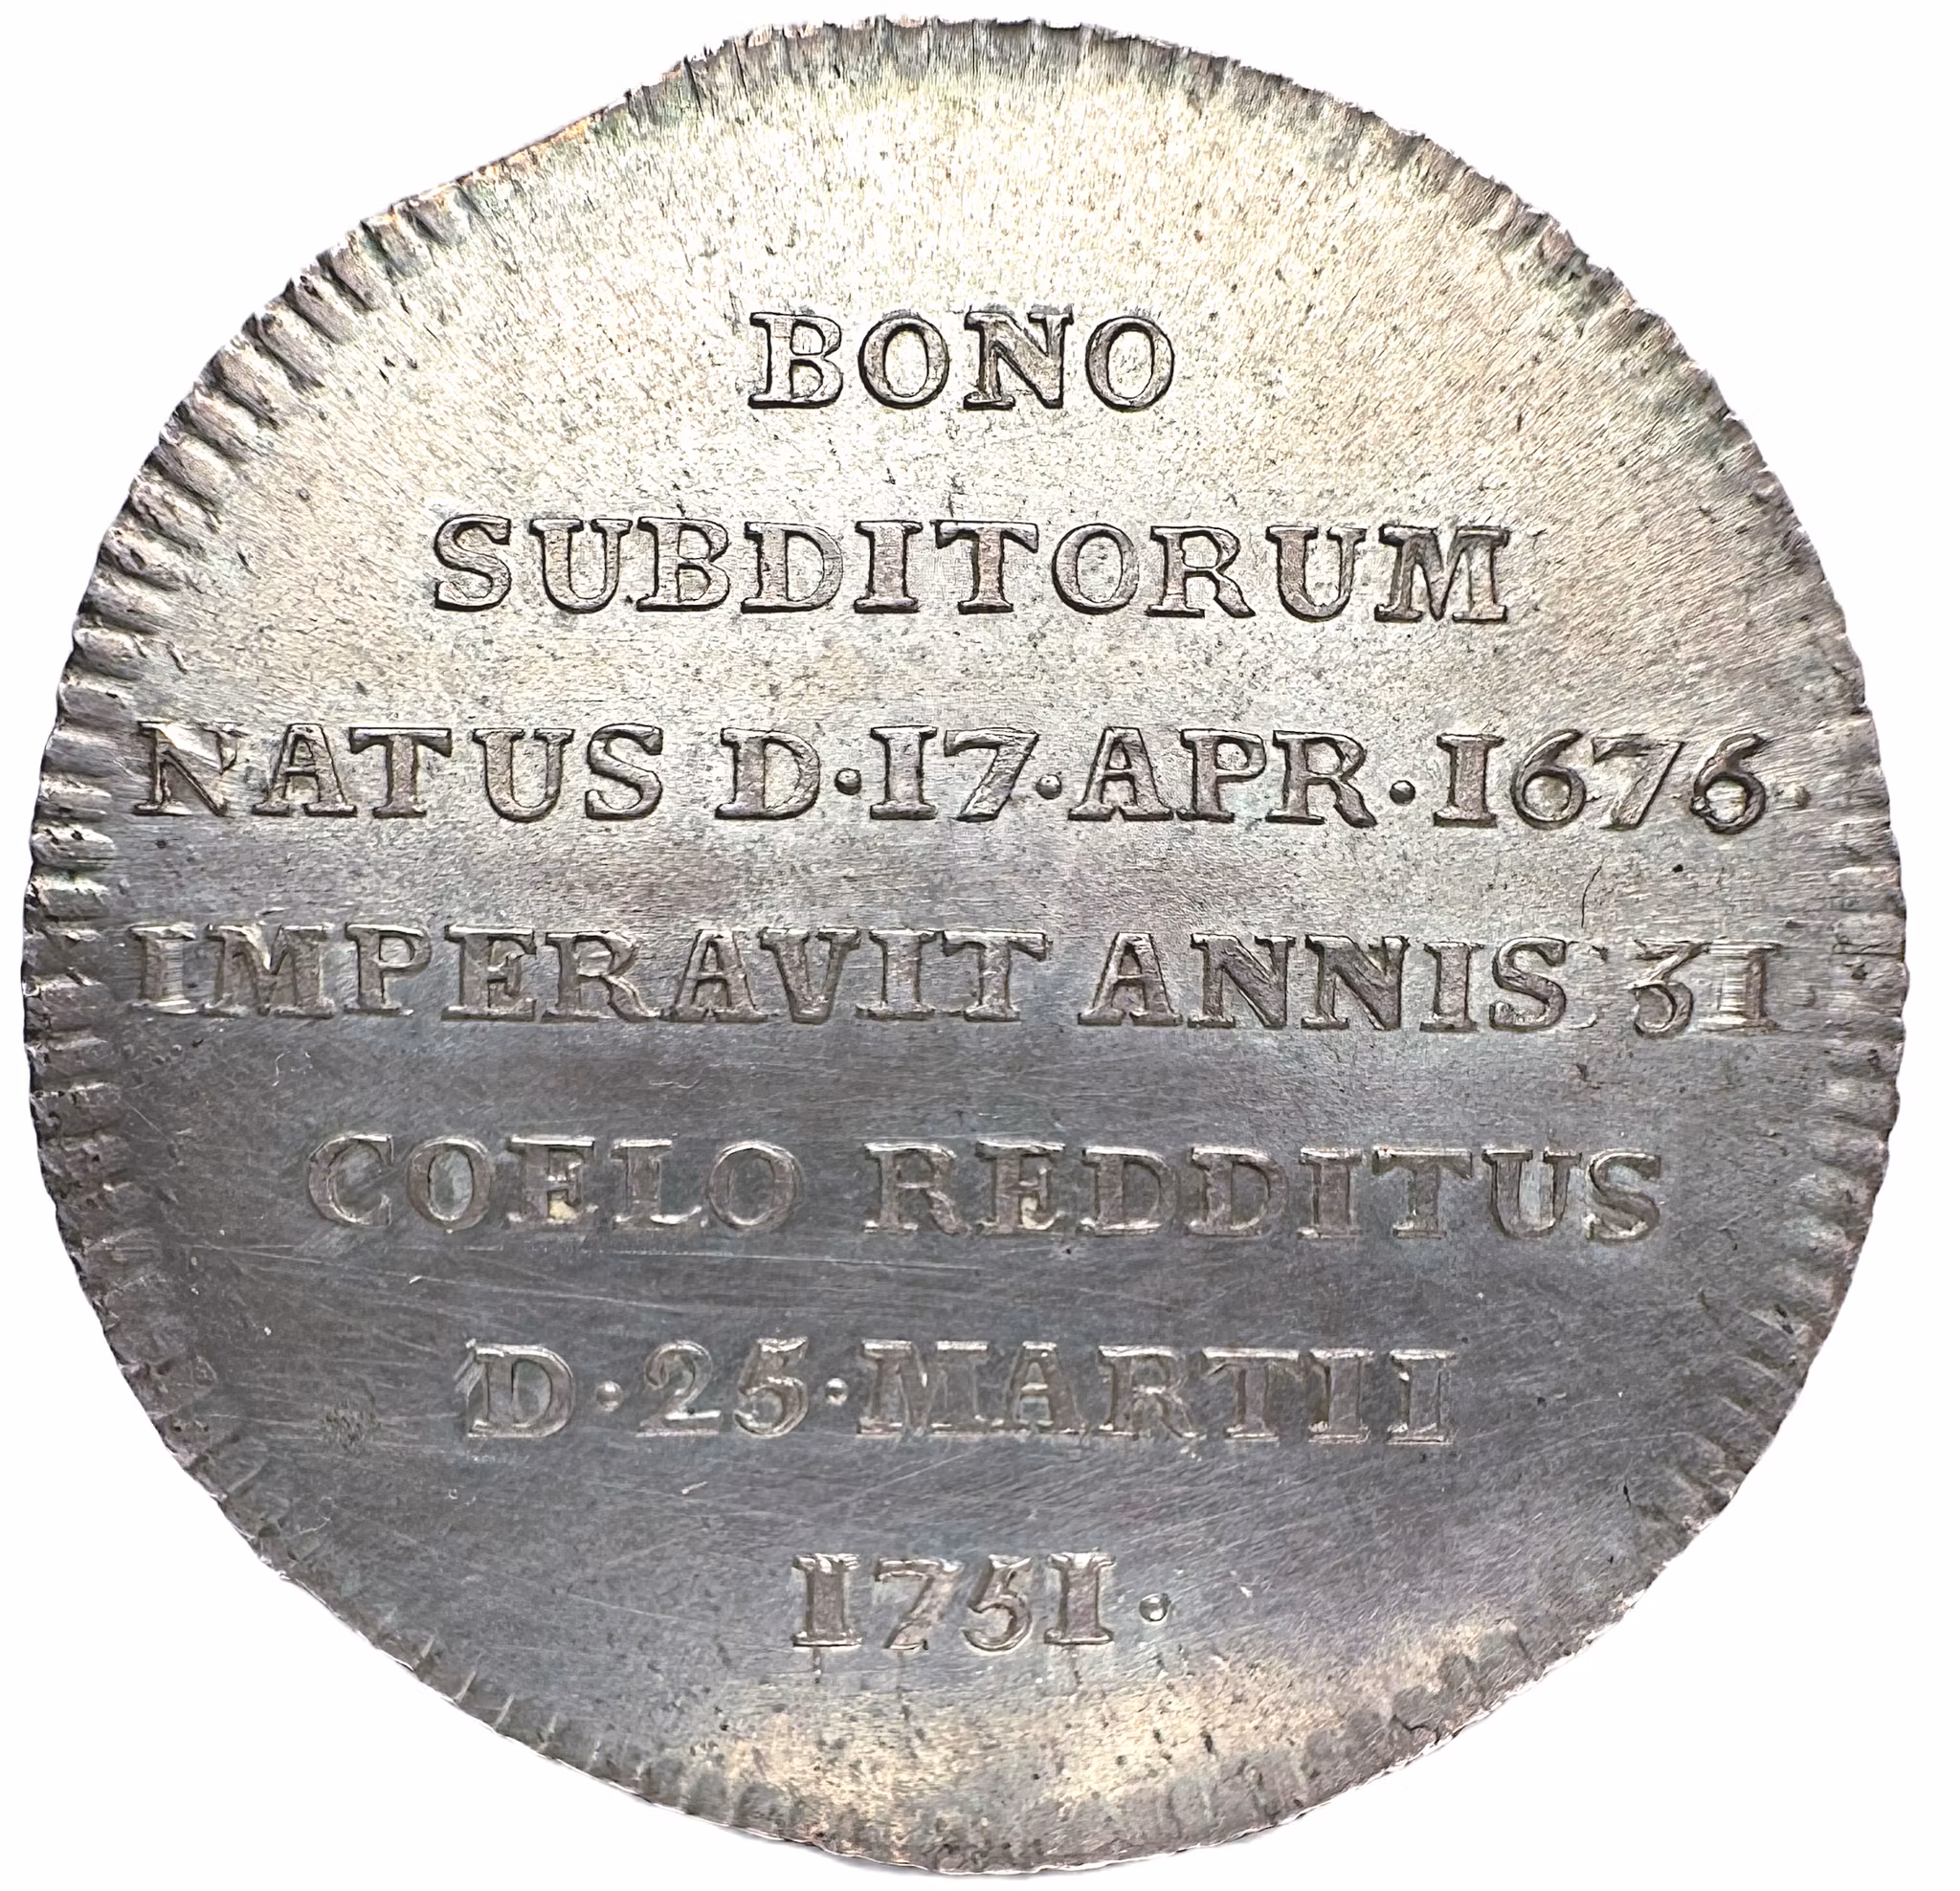 BONO
SUBDITORUM
NATUS D·17·APR·1676·
IMPERAVIT ANNIS 31·
COELO REDDITUS
D·25·MARTII
1751·